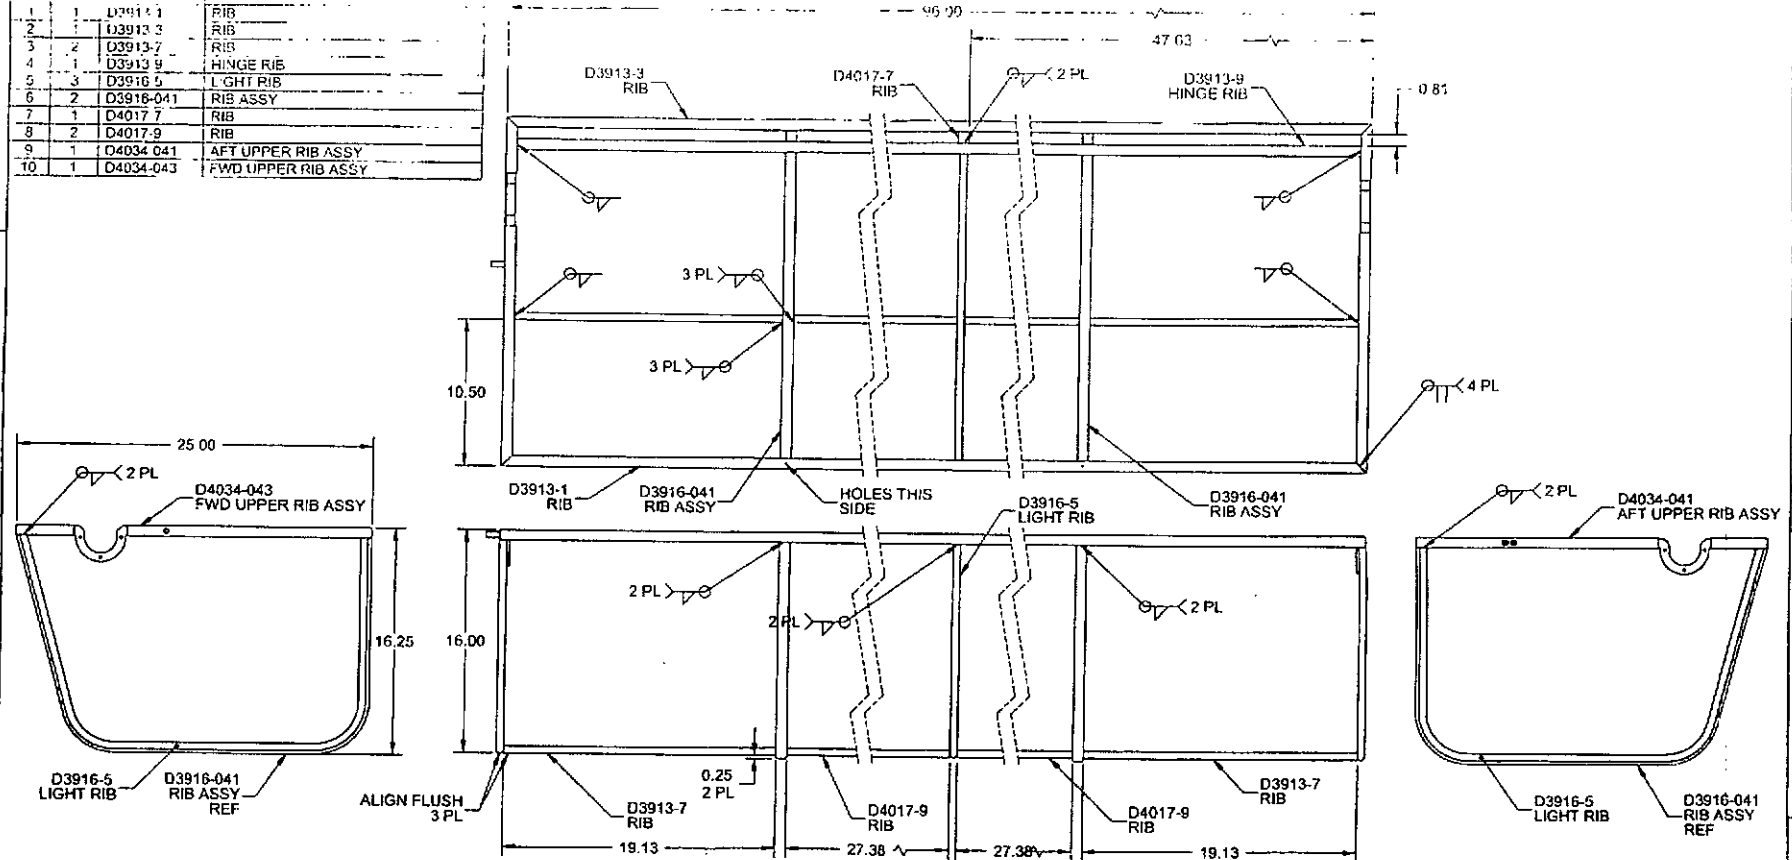 1 1 D3913-1 RIB
2 1 D3913-3 RIB
3 2 D3913-7 RIB
4 1 D3913-9 HINGE RIB
5 3 D3916-5 LIGHT RIB
6 2 D3916-041 RIB ASSY
7 1 D4017-7 RIB
8 2 D4017-9 RIB
9 1 D4034-041 AFT UPPER RIB ASSY
10 1 D4034-043 FWD UPPER RIB ASSY
96.00
47.63
D3913-3
RIB
D4017-7
RIB
2 PL
D3913-9
HINGE RIB
0.81
3 PL
3 PL
10.50
4 PL
D3913-1
RIB
D3916-041
RIB ASSY
HOLES THIS
SIDE
D3916-5
LIGHT RIB
D3916-041
RIB ASSY
25.00
2 PL
D4034-043
FWD UPPER RIB ASSY
16.25
D3916-5
LIGHT RIB
D3916-041
RIB ASSY
REF
16.00
2 PL
2 PL
2 PL
ALIGN FLUSH
3 PL
D3913-7
RIB
0.25
2 PL
D4017-9
RIB
D4017-9
RIB
D3913-7
RIB
19.13
27.38
27.38
19.13
2 PL
D4034-041
AFT UPPER RIB ASSY
D3916-5
LIGHT RIB
D3916-041
RIB ASSY
REF